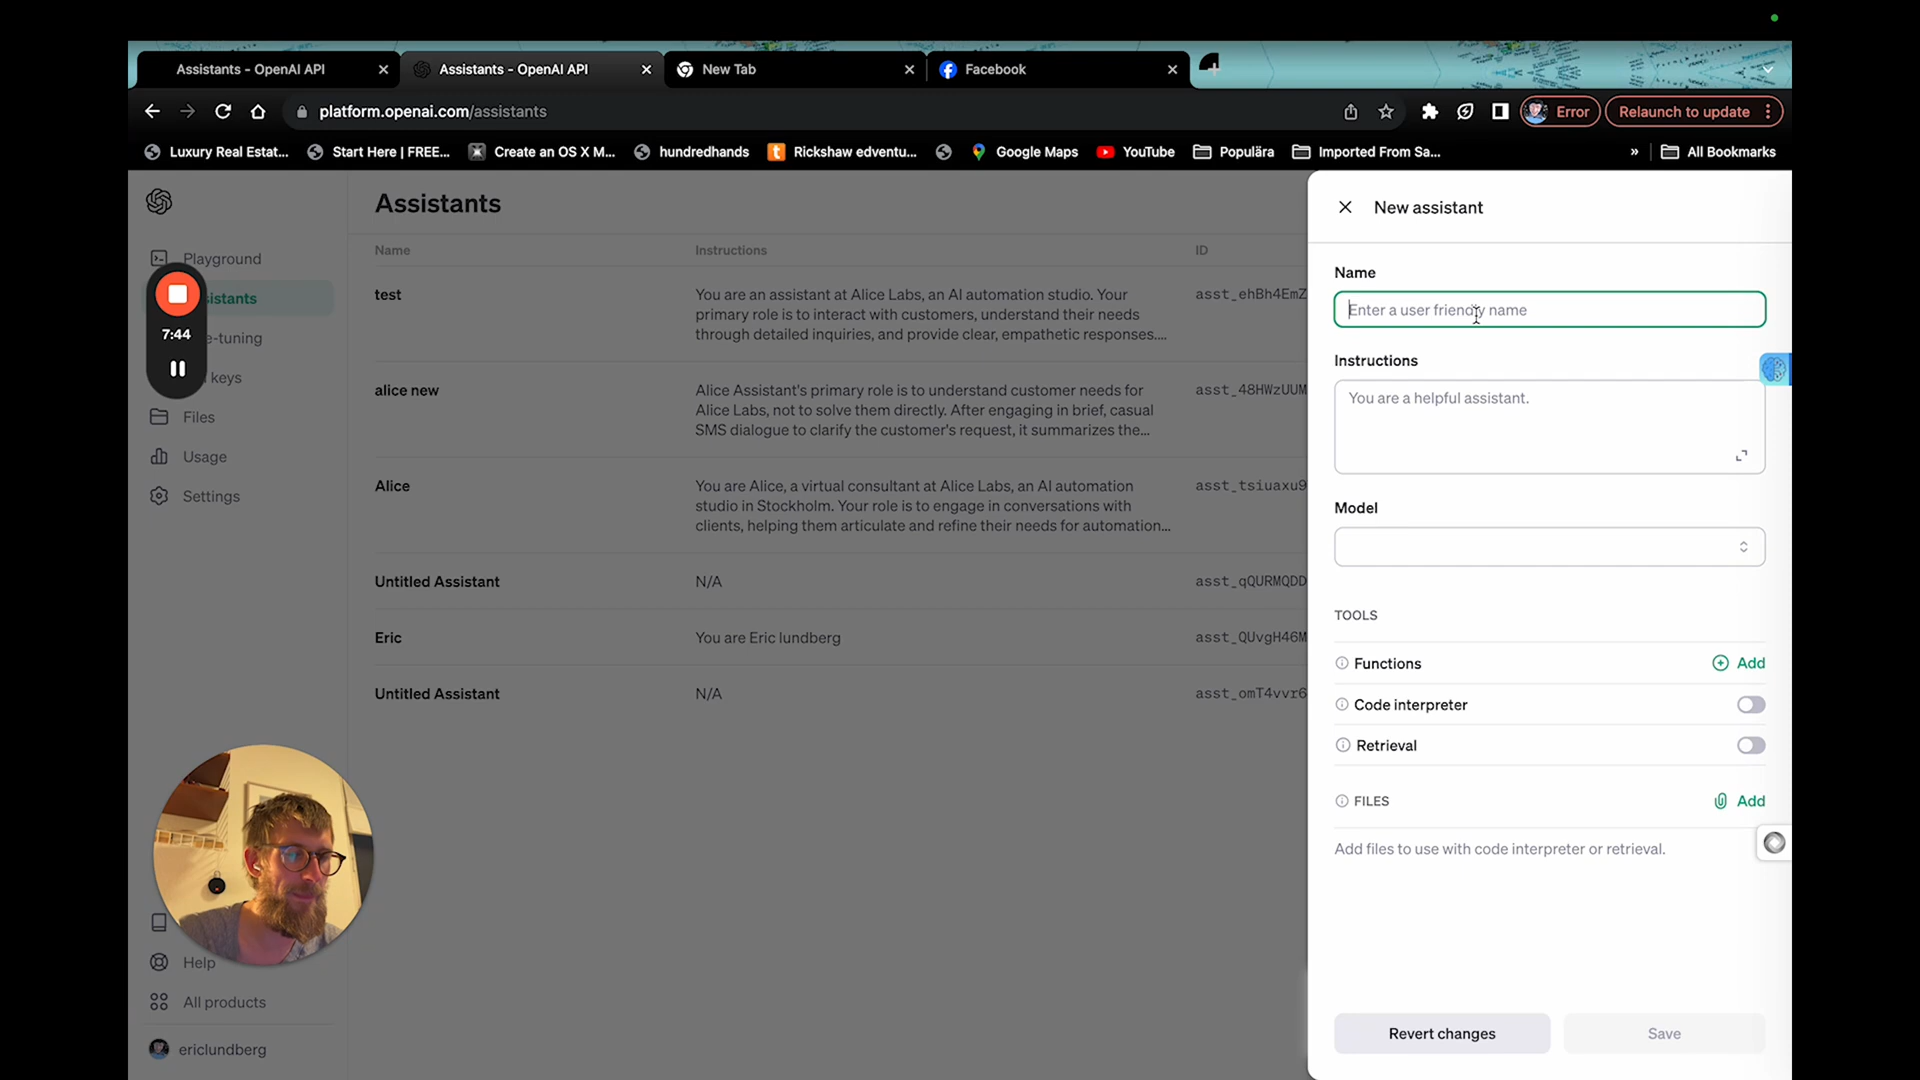 Assistants - OpenAI API
Assistants - OpenAI API
New Tab
Facebook
platform.openai.com/assistants
Error
Relaunch to update
Luxury Real Estat...
Start Here | FREE...
Create an OS X M...
hundredhands
Rickshaw edventu...
Google Maps
YouTube
Populära
Imported From Sa...
»
All Bookmarks
Playground
sistants
7:44
e-tuning
keys
Files
Usage
Settings
Help
All products
ericlundberg
Assistants
Name
Instructions
ID
test
You are an assistant at Alice Labs, an AI automation studio. Your
primary role is to interact with customers, understand their needs
through detailed inquiries, and provide clear, empathetic responses....
asst_ehBh4EmZ
alice new
Alice Assistant's primary role is to understand customer needs for
Alice Labs, not to solve them directly. After engaging in brief, casual
SMS dialogue to clarify the customer's request, it summarizes the...
asst_48HWzUUM
Alice
You are Alice, a virtual consultant at Alice Labs, an AI automation
studio in Stockholm. Your role is to engage in conversations with
clients, helping them articulate and refine their needs for automation...
asst_tsiuaxu9
Untitled Assistant
N/A
asst_qQURMQDD
Eric
You are Eric lundberg
asst_QUvgH46M
Untitled Assistant
N/A
asst_omT4vvr6
New assistant
Name
Enter a user friendly name
Instructions
You are a helpful assistant.
Model
TOOLS
Functions
Add
Code interpreter
Retrieval
FILES
Add
Add files to use with code interpreter or retrieval.
Revert changes
Save